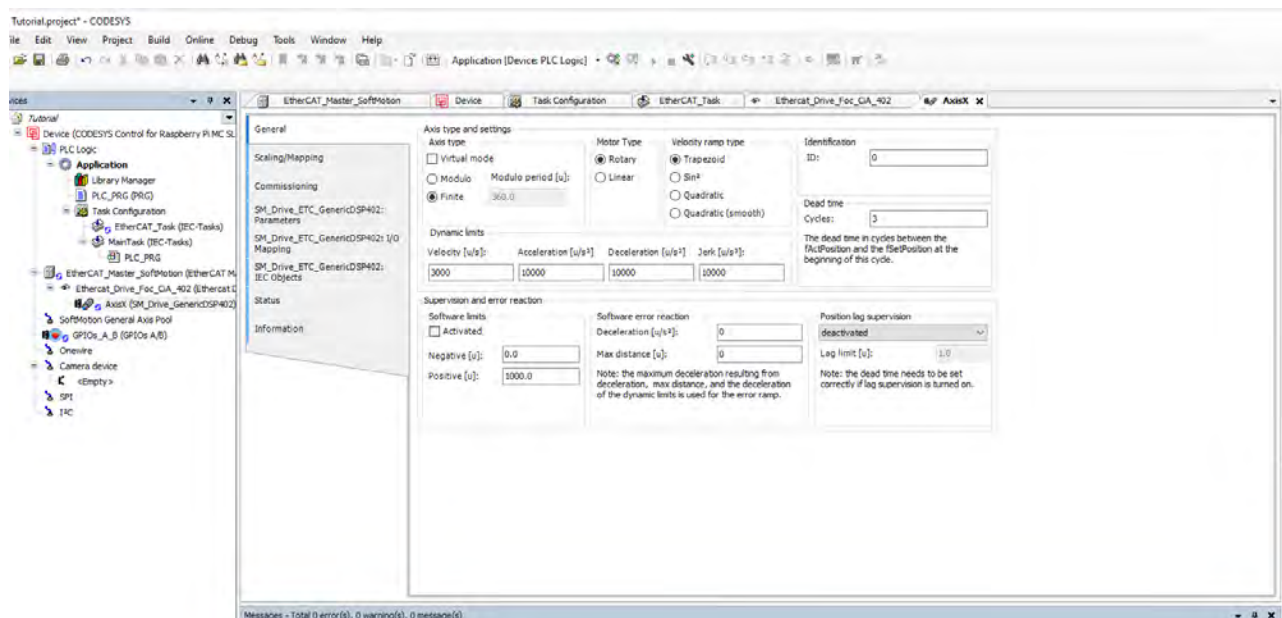 Tutorial.project* - CODESYS
ile Edit View Project Build Online Debug Tools Window Help
Application [Device: PLC Logic]
vices
EtherCAT_Master_SoftMotion
Device
Task Configuration
EtherCAT_Task
Ethercat_Drive_Foc_CiA_402
AxisX
Tutorial
Device (CODESYS Control for Raspberry Pi MC SL
PLC Logic
Application
Library Manager
PLC_PRG (PRG)
Task Configuration
EtherCAT_Task (IEC-Tasks)
MainTask (IEC-Tasks)
PLC_PRG
EtherCAT_Master_SoftMotion (EtherCAT M
Ethercat_Drive_Foc_CiA_402 (Ethercat D
AxisX (SM_Drive_GenericDSP402)
SoftMotion General Axis Pool
GPIOs_A_B (GPIOs A/B)
Onewire
Camera device
<Empty>
SPI
I²C
General
Scaling/Mapping
Commissioning
SM_Drive_ETC_GenericDSP402:
Parameters
SM_Drive_ETC_GenericDSP402: I/O
Mapping
SM_Drive_ETC_GenericDSP402:
IEC Objects
Status
Information
Axis type and settings
Axis type
Virtual mode
Modulo
Modulo period [u]:
Finite
360.0
Motor Type
Rotary
Linear
Velocity ramp type
Trapezoid
Sin²
Quadratic
Quadratic (smooth)
Identification
ID: 0
Dead time
Cycles: 3
The dead time in cycles between the
fActPosition and the fSetPosition at the
beginning of this cycle.
Dynamic limits
Velocity [u/s]: Acceleration [u/s²] Deceleration [u/s²] Jerk [u/s³]:
3000 10000 10000 10000
Supervision and error reaction
Software limits
Activated
Negative [u]: 0.0
Positive [u]: 1000.0
Software error reaction
Deceleration [u/s²]: 0
Max distance [u]: 0
Note: the maximum deceleration resulting from
deceleration, max distance, and the deceleration
of the dynamic limits is used for the error ramp.
Position lag supervision
deactivated
Lag limit [u]: 1.0
Note: the dead time needs to be set
correctly if lag supervision is turned on.
Messages - Total 0 error(s), 0 warning(s), 0 message(s)